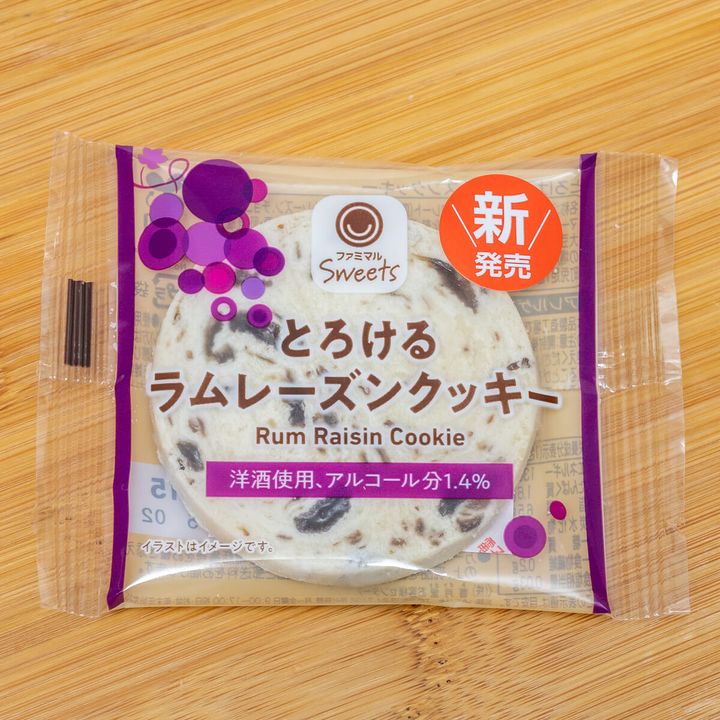 ファミマル
Sweets
新
発売
とろける
ラムレーズンクッキー
Rum Raisin Cookie
洋酒使用、アルコール分1.4%
イラストはイメージです。